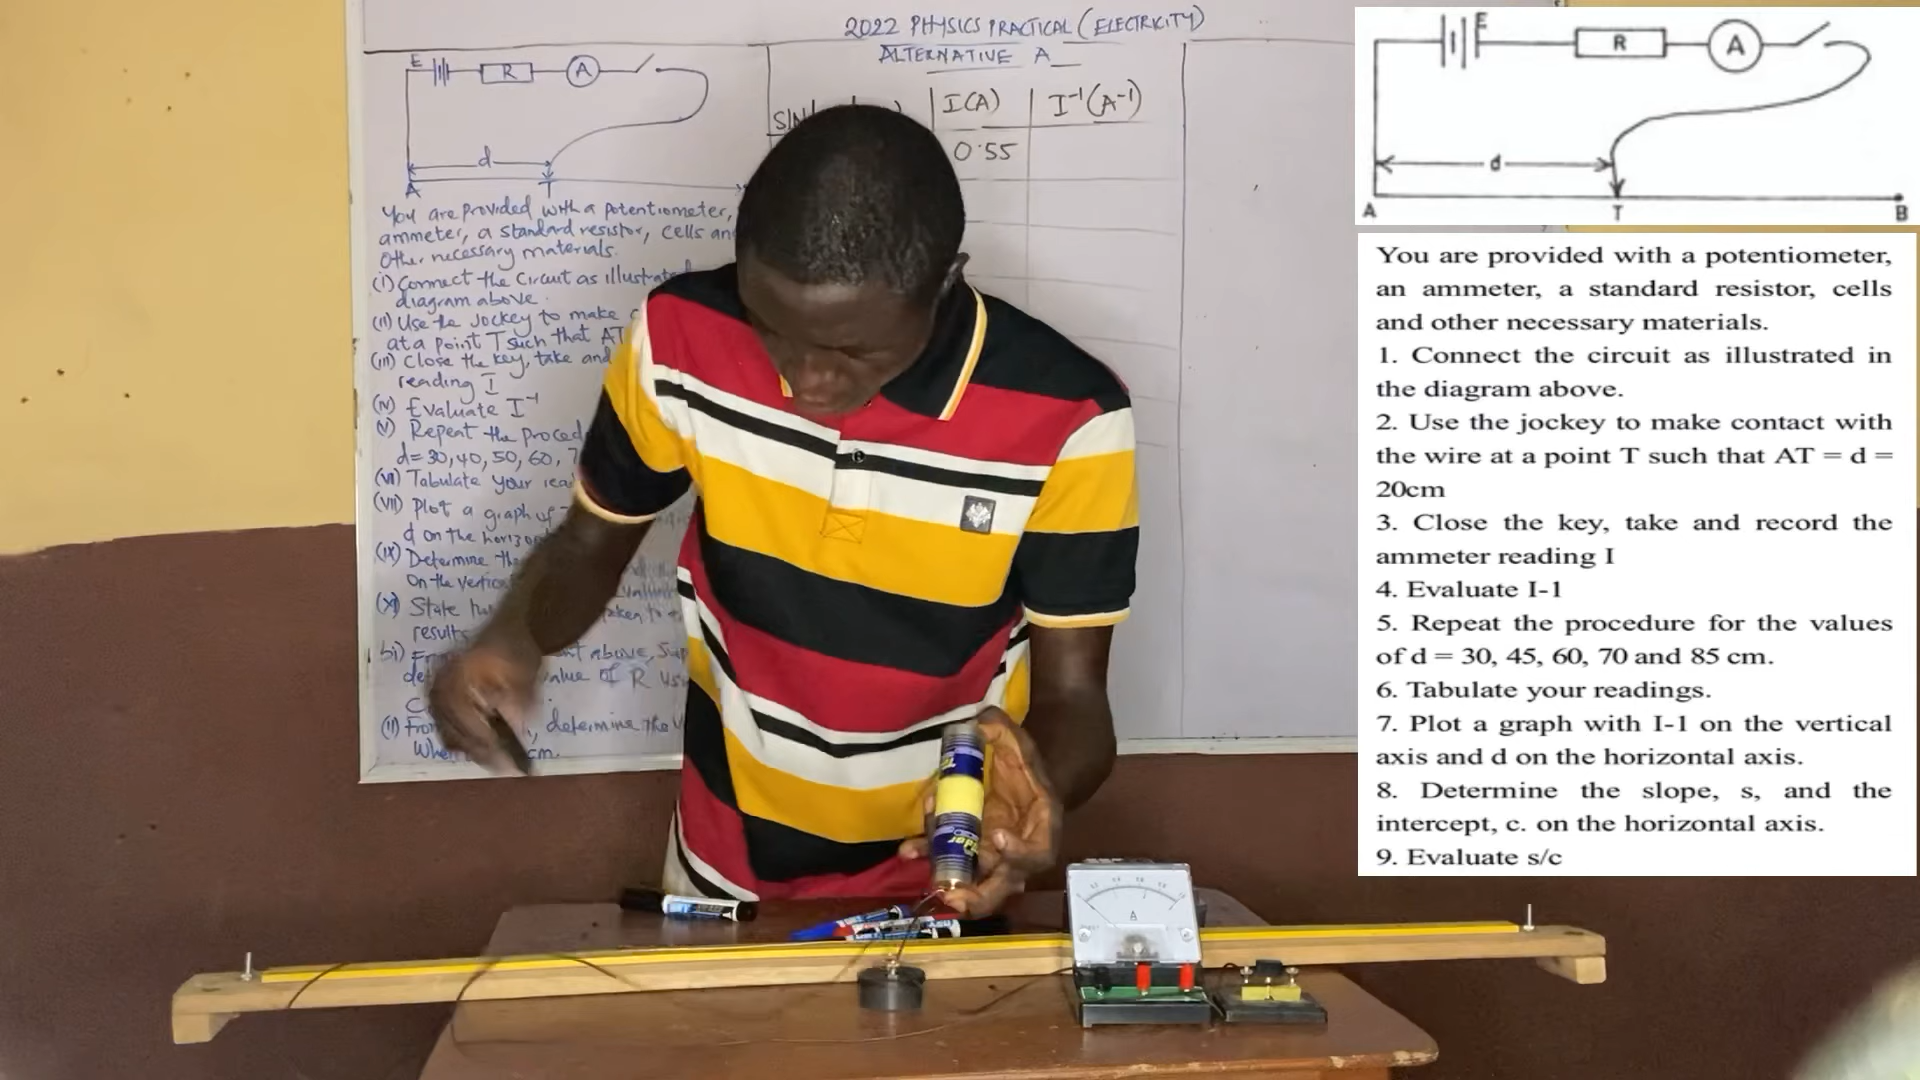 2022 PHYSICS PRACTICAL (ELECTRICITY)
ALTERNATIVE A
E
R
A
d
A
T
S/N
I(A)
I⁻¹(A⁻¹)
0.55
You are provided with a potentiometer,
ammeter, a standard resistor, cells
Other necessary materials.
(i) Connect the Circuit as
diagram above.
(ii) Use the Jockey to make
at a point T such that AT
(iii) Close the key, take and
reading I
(iv) Evaluate I⁻¹
(v) Repeat the
d=30,40,50,60,
(vi) Tabulate your
(vii) Plot a graph of
d on the
(ix) Determine the
On the
(xi) State
results
bi)
above,
value of R
(ii)
determine the
cm.
E
R
A
d
A
T
B
You are provided with a potentiometer,
an ammeter, a standard resistor, cells
and other necessary materials.
1. Connect the circuit as illustrated in
the diagram above.
2. Use the jockey to make contact with
the wire at a point T such that AT = d =
20cm
3. Close the key, take and record the
ammeter reading I
4. Evaluate I-1
5. Repeat the procedure for the values
of d = 30, 45, 60, 70 and 85 cm.
6. Tabulate your readings.
7. Plot a graph with I-1 on the vertical
axis and d on the horizontal axis.
8. Determine the slope, s, and the
intercept, c. on the horizontal axis.
9. Evaluate s/c
A